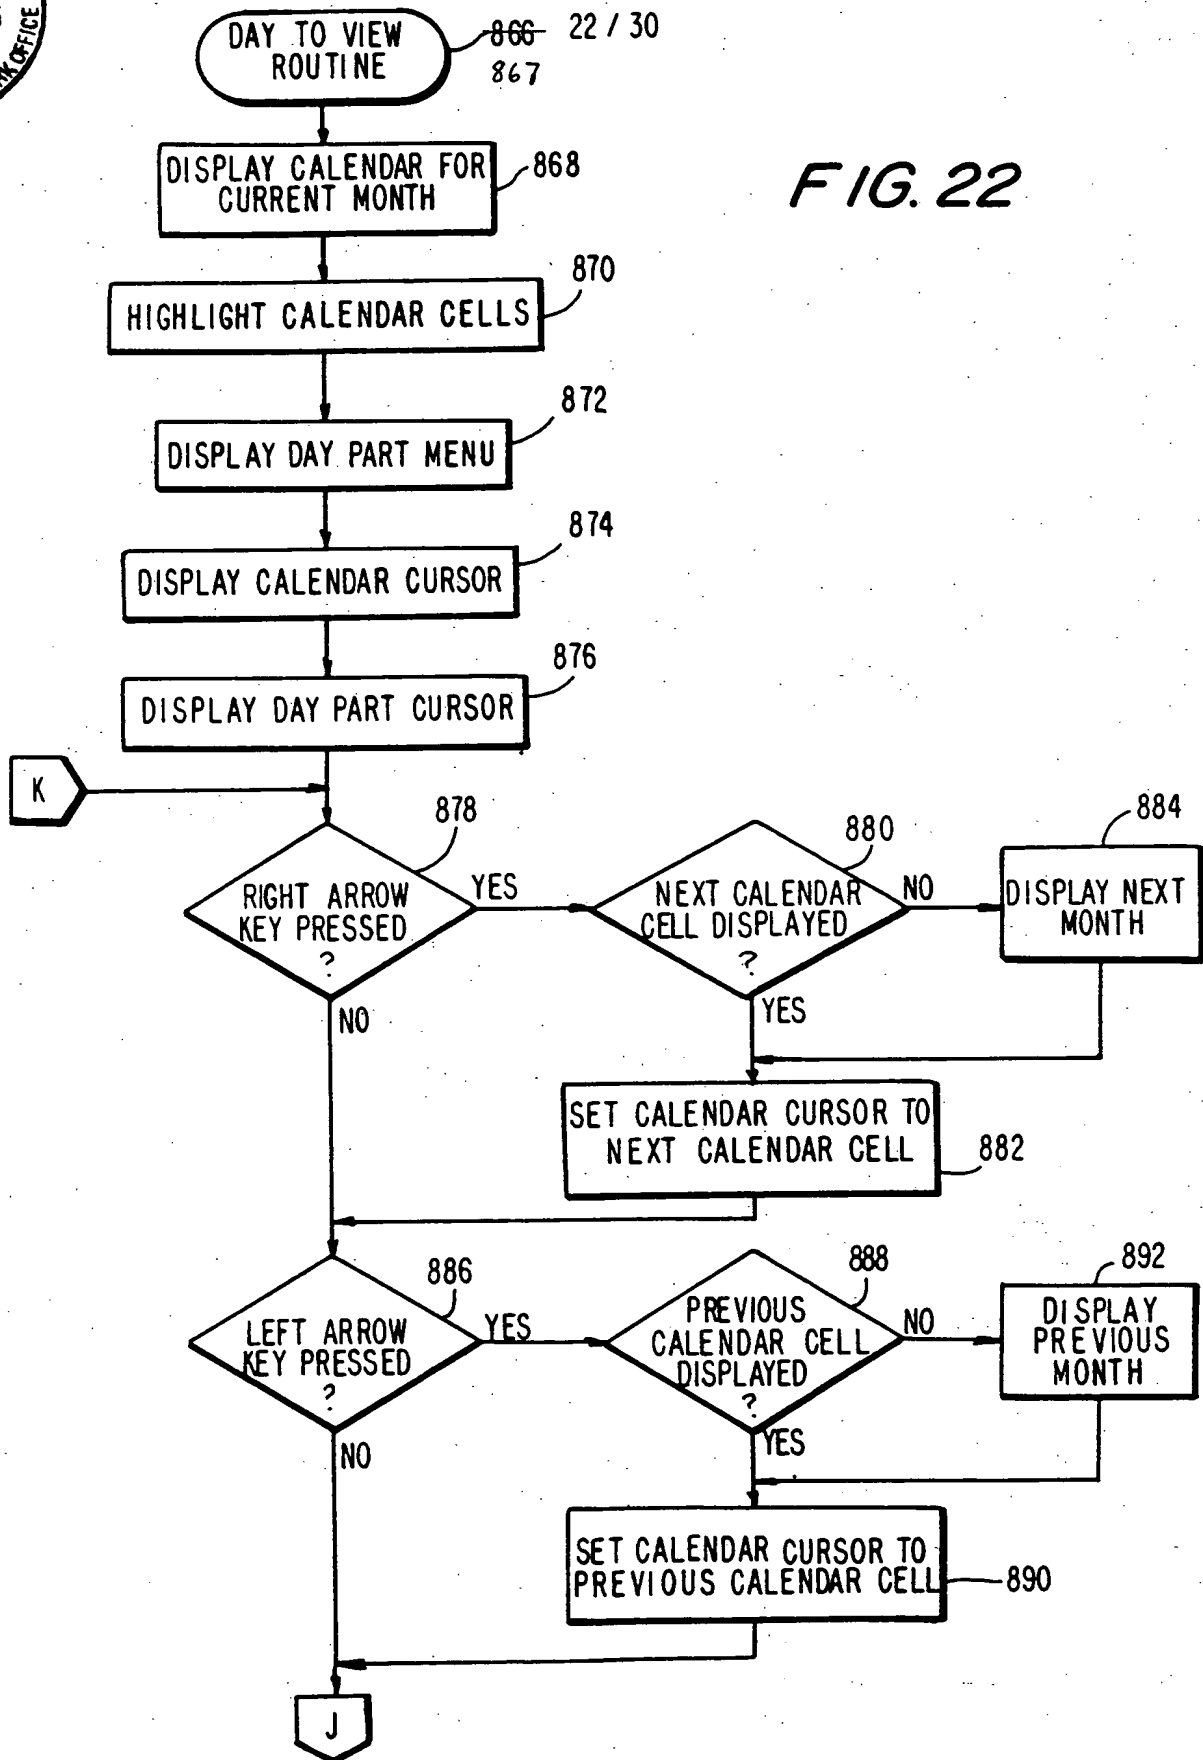 OFFICE
DAY TO VIEW
ROUTINE
866 22 / 30
867
DISPLAY CALENDAR FOR
CURRENT MONTH
868
FIG. 22
870
HIGHLIGHT CALENDAR CELLS
872
DISPLAY DAY PART MENU
874
DISPLAY CALENDAR CURSOR
876
DISPLAY DAY PART CURSOR
K
878
RIGHT ARROW
KEY PRESSED
?
YES
NO
880
NEXT CALENDAR
CELL DISPLAYED
?
NO
YES
884
DISPLAY NEXT
MONTH
SET CALENDAR CURSOR TO
NEXT CALENDAR CELL
882
886
LEFT ARROW
KEY PRESSED
?
YES
NO
888
PREVIOUS
CALENDAR CELL
DISPLAYED
?
NO
YES
892
DISPLAY
PREVIOUS
MONTH
SET CALENDAR CURSOR TO
PREVIOUS CALENDAR CELL
890
J